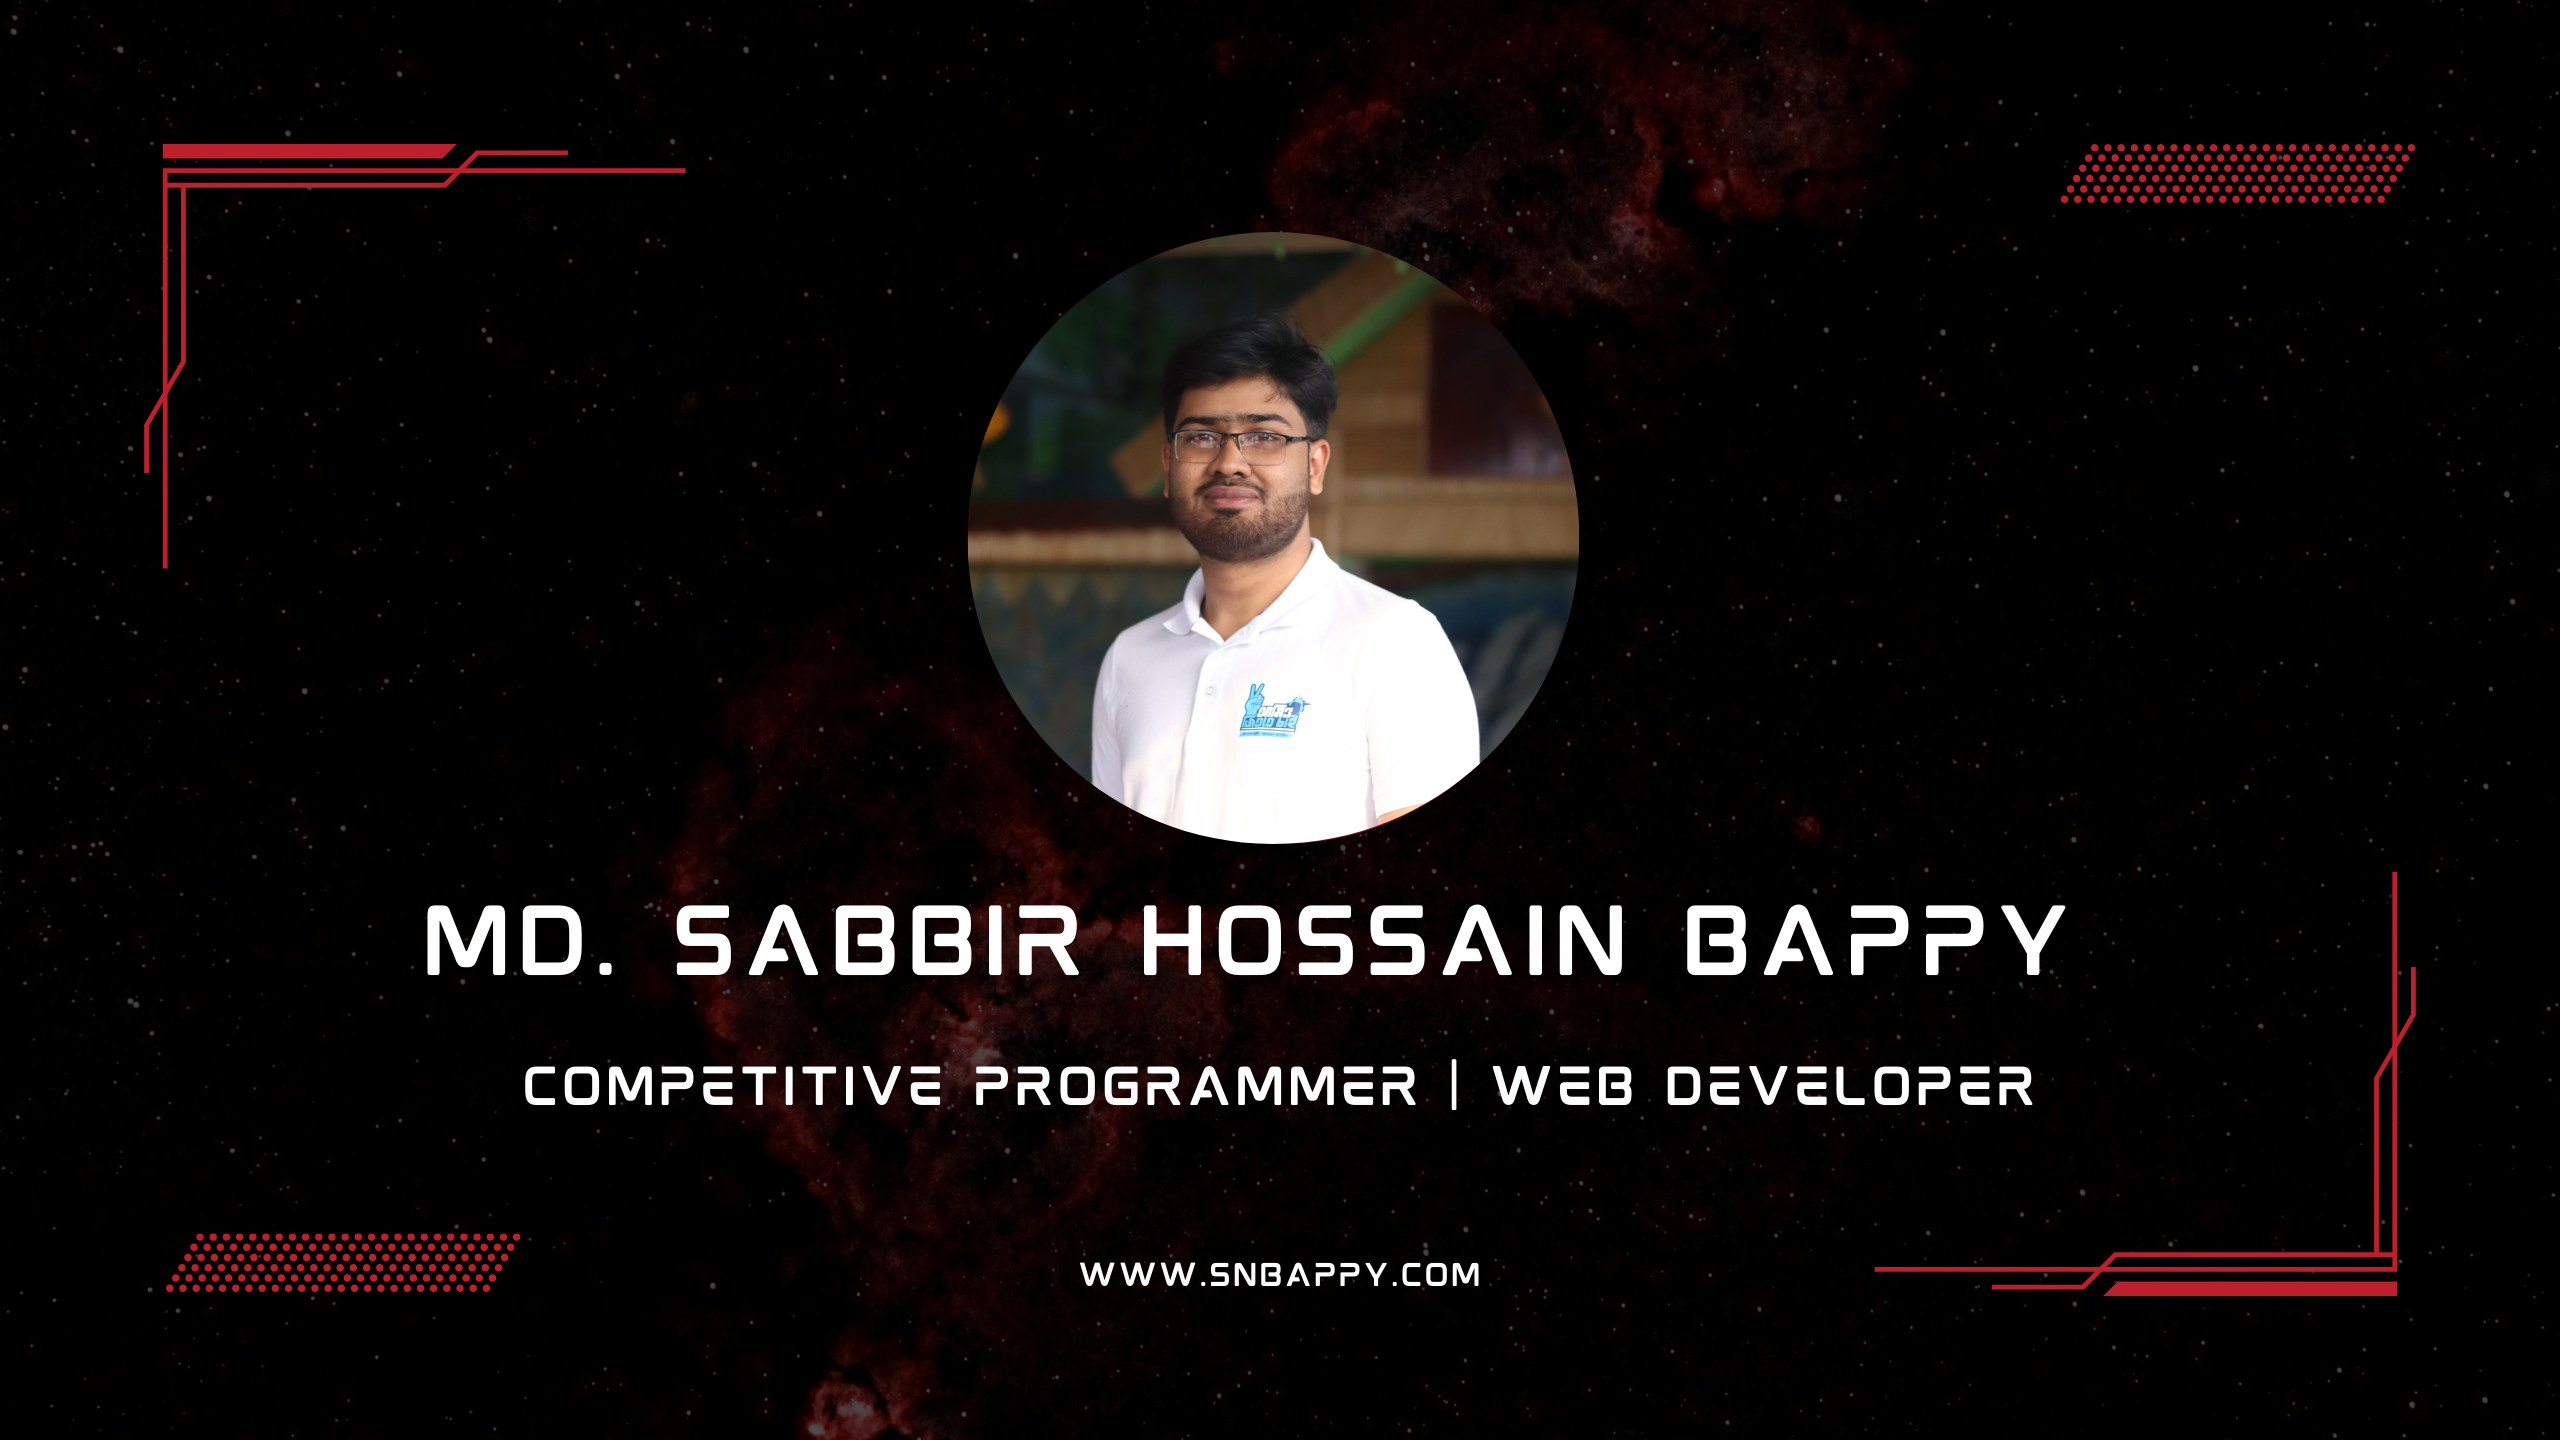 MD. SABBIR HOSSAIN BAPPY
COMPETITIVE PROGRAMMER | WEB DEVELOPER
WWW.SNBAPPY.COM